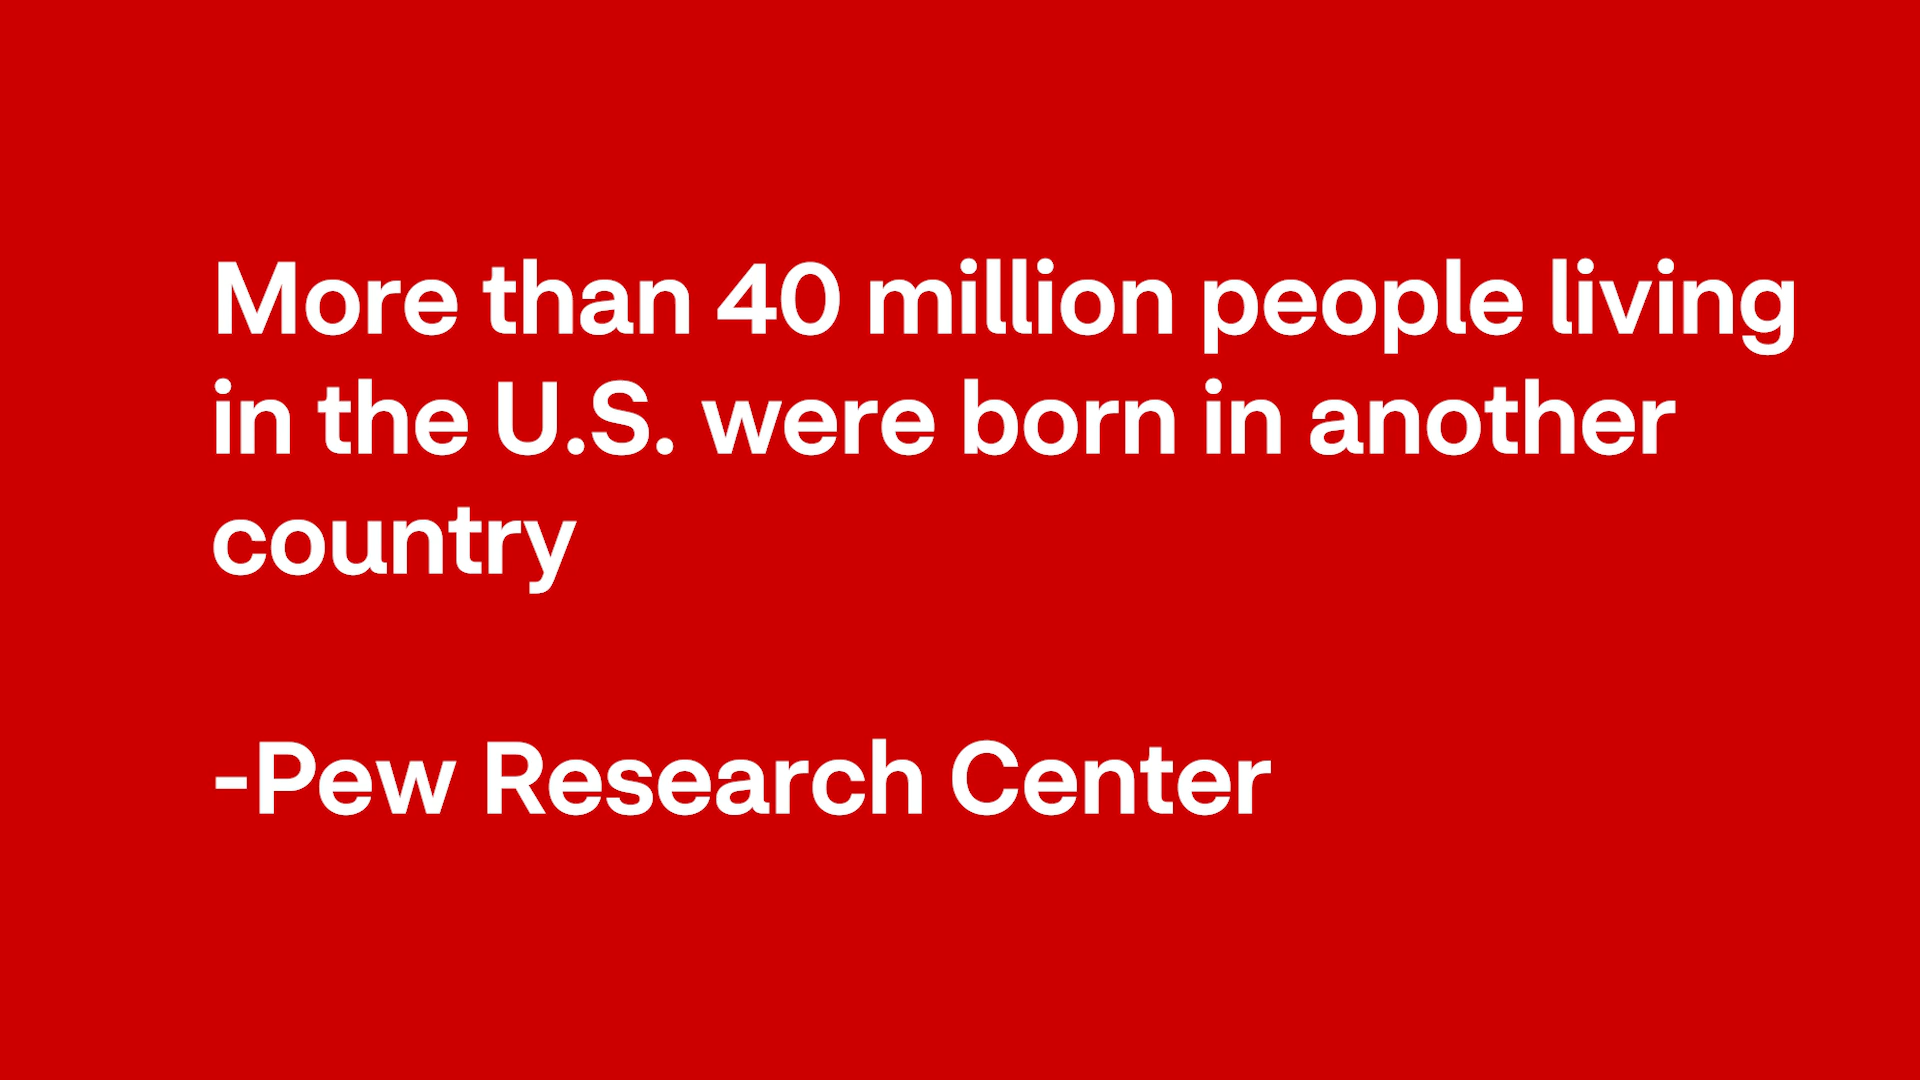 More than 40 million people living
in the U.S. were born in another
country
-Pew Research Center